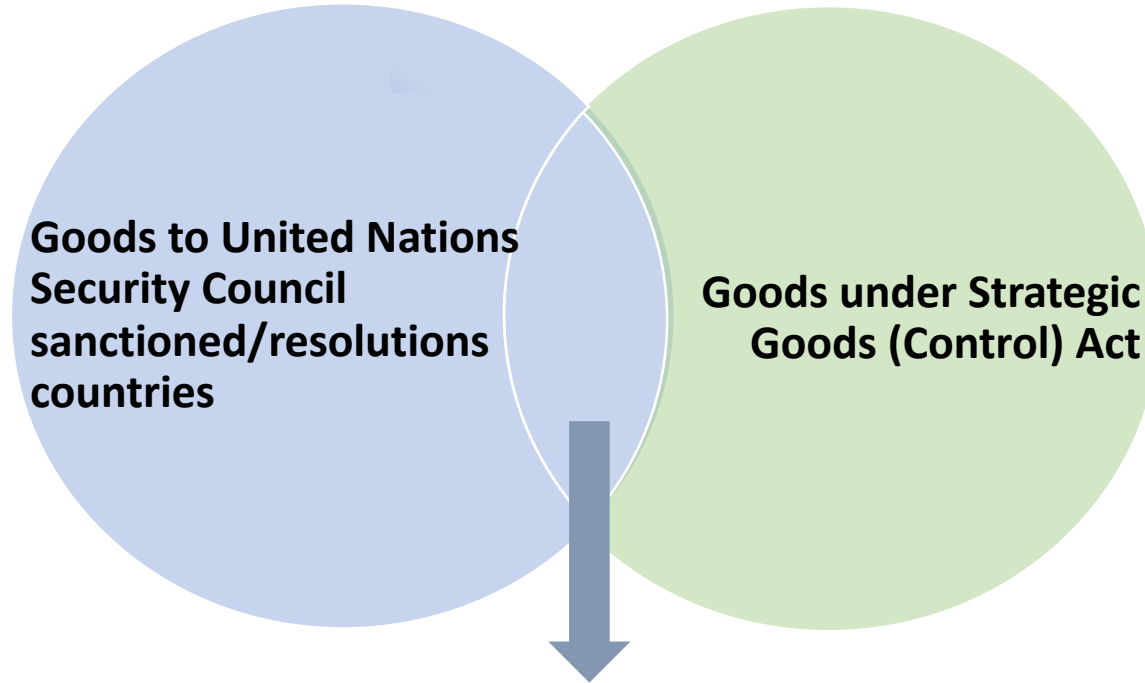 Goods to United Nations
Security Council
sanctioned/resolutions
countries
Goods under Strategic
Goods (Control) Act